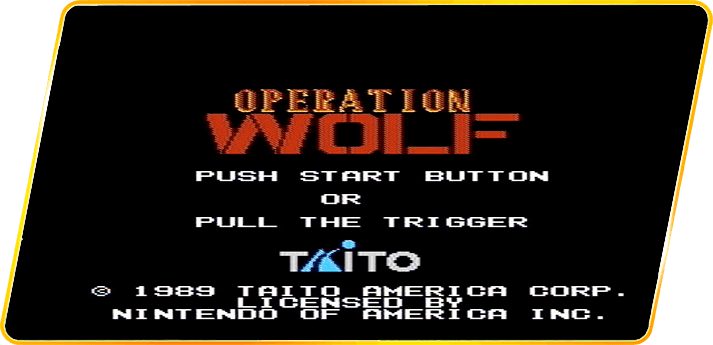 OPERATION
WOLF
PUSH START BUTTON
OR
PULL THE TRIGGER
TAITO
© 1989 TAITO AMERICA CORP.
LICENSED BY
NINTENDO OF AMERICA INC.